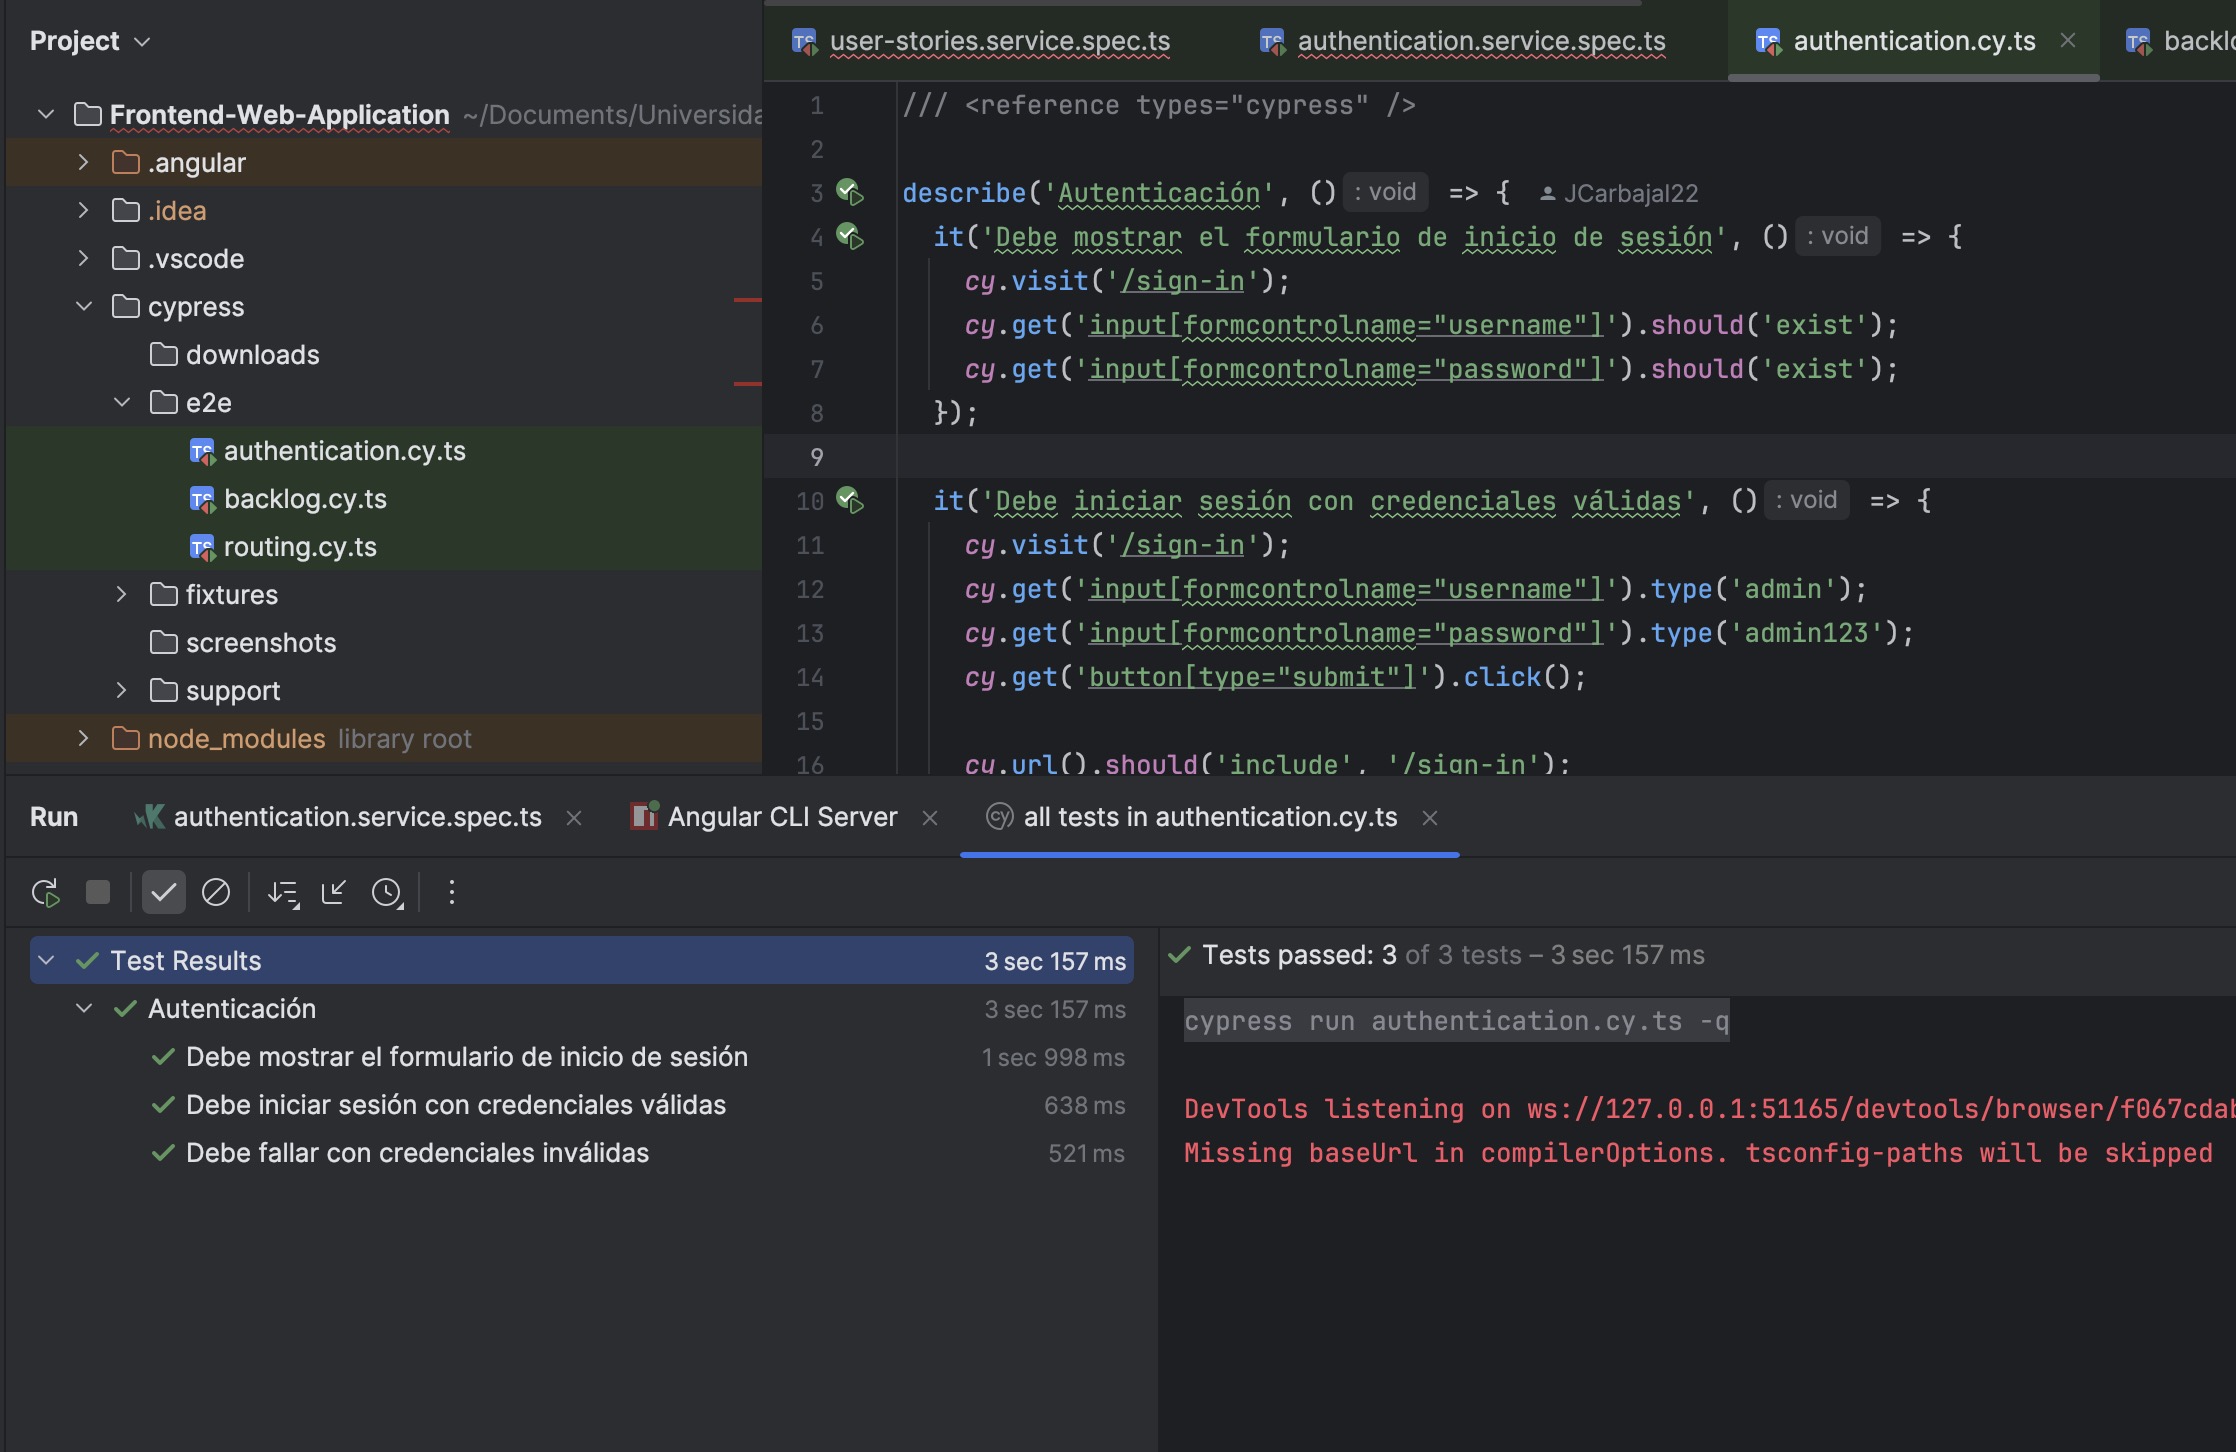 Project
Frontend-Web-Application ~/Documents/Universida
.angular
.idea
.vscode
cypress
downloads
e2e
authentication.cy.ts
backlog.cy.ts
routing.cy.ts
fixtures
screenshots
support
node_modules library root
user-stories.service.spec.ts authentication.service.spec.ts authentication.cy.ts backlo
1 /// <reference types="cypress" />
2
3 describe('Autenticación', () : void => { JCarbajal22
4 it('Debe mostrar el formulario de inicio de sesión', () : void => {
5 cy.visit('/sign-in');
6 cy.get('input[formcontrolname="username"]').should('exist');
7 cy.get('input[formcontrolname="password"]').should('exist');
8 });
9
10 it('Debe iniciar sesión con credenciales válidas', () : void => {
11 cy.visit('/sign-in');
12 cy.get('input[formcontrolname="username"]').type('admin');
13 cy.get('input[formcontrolname="password"]').type('admin123');
14 cy.get('button[type="submit"]').click();
15
16 cy.url().should('include', '/sign-in');
Run authentication.service.spec.ts Angular CLI Server cy all tests in authentication.cy.ts
Test Results 3 sec 157 ms
Autenticación 3 sec 157 ms
Debe mostrar el formulario de inicio de sesión 1 sec 998 ms
Debe iniciar sesión con credenciales válidas 638 ms
Debe fallar con credenciales inválidas 521 ms
Tests passed: 3 of 3 tests – 3 sec 157 ms
cypress run authentication.cy.ts -q
DevTools listening on ws://127.0.0.1:51165/devtools/browser/f067cdab
Missing baseUrl in compilerOptions. tsconfig-paths will be skipped